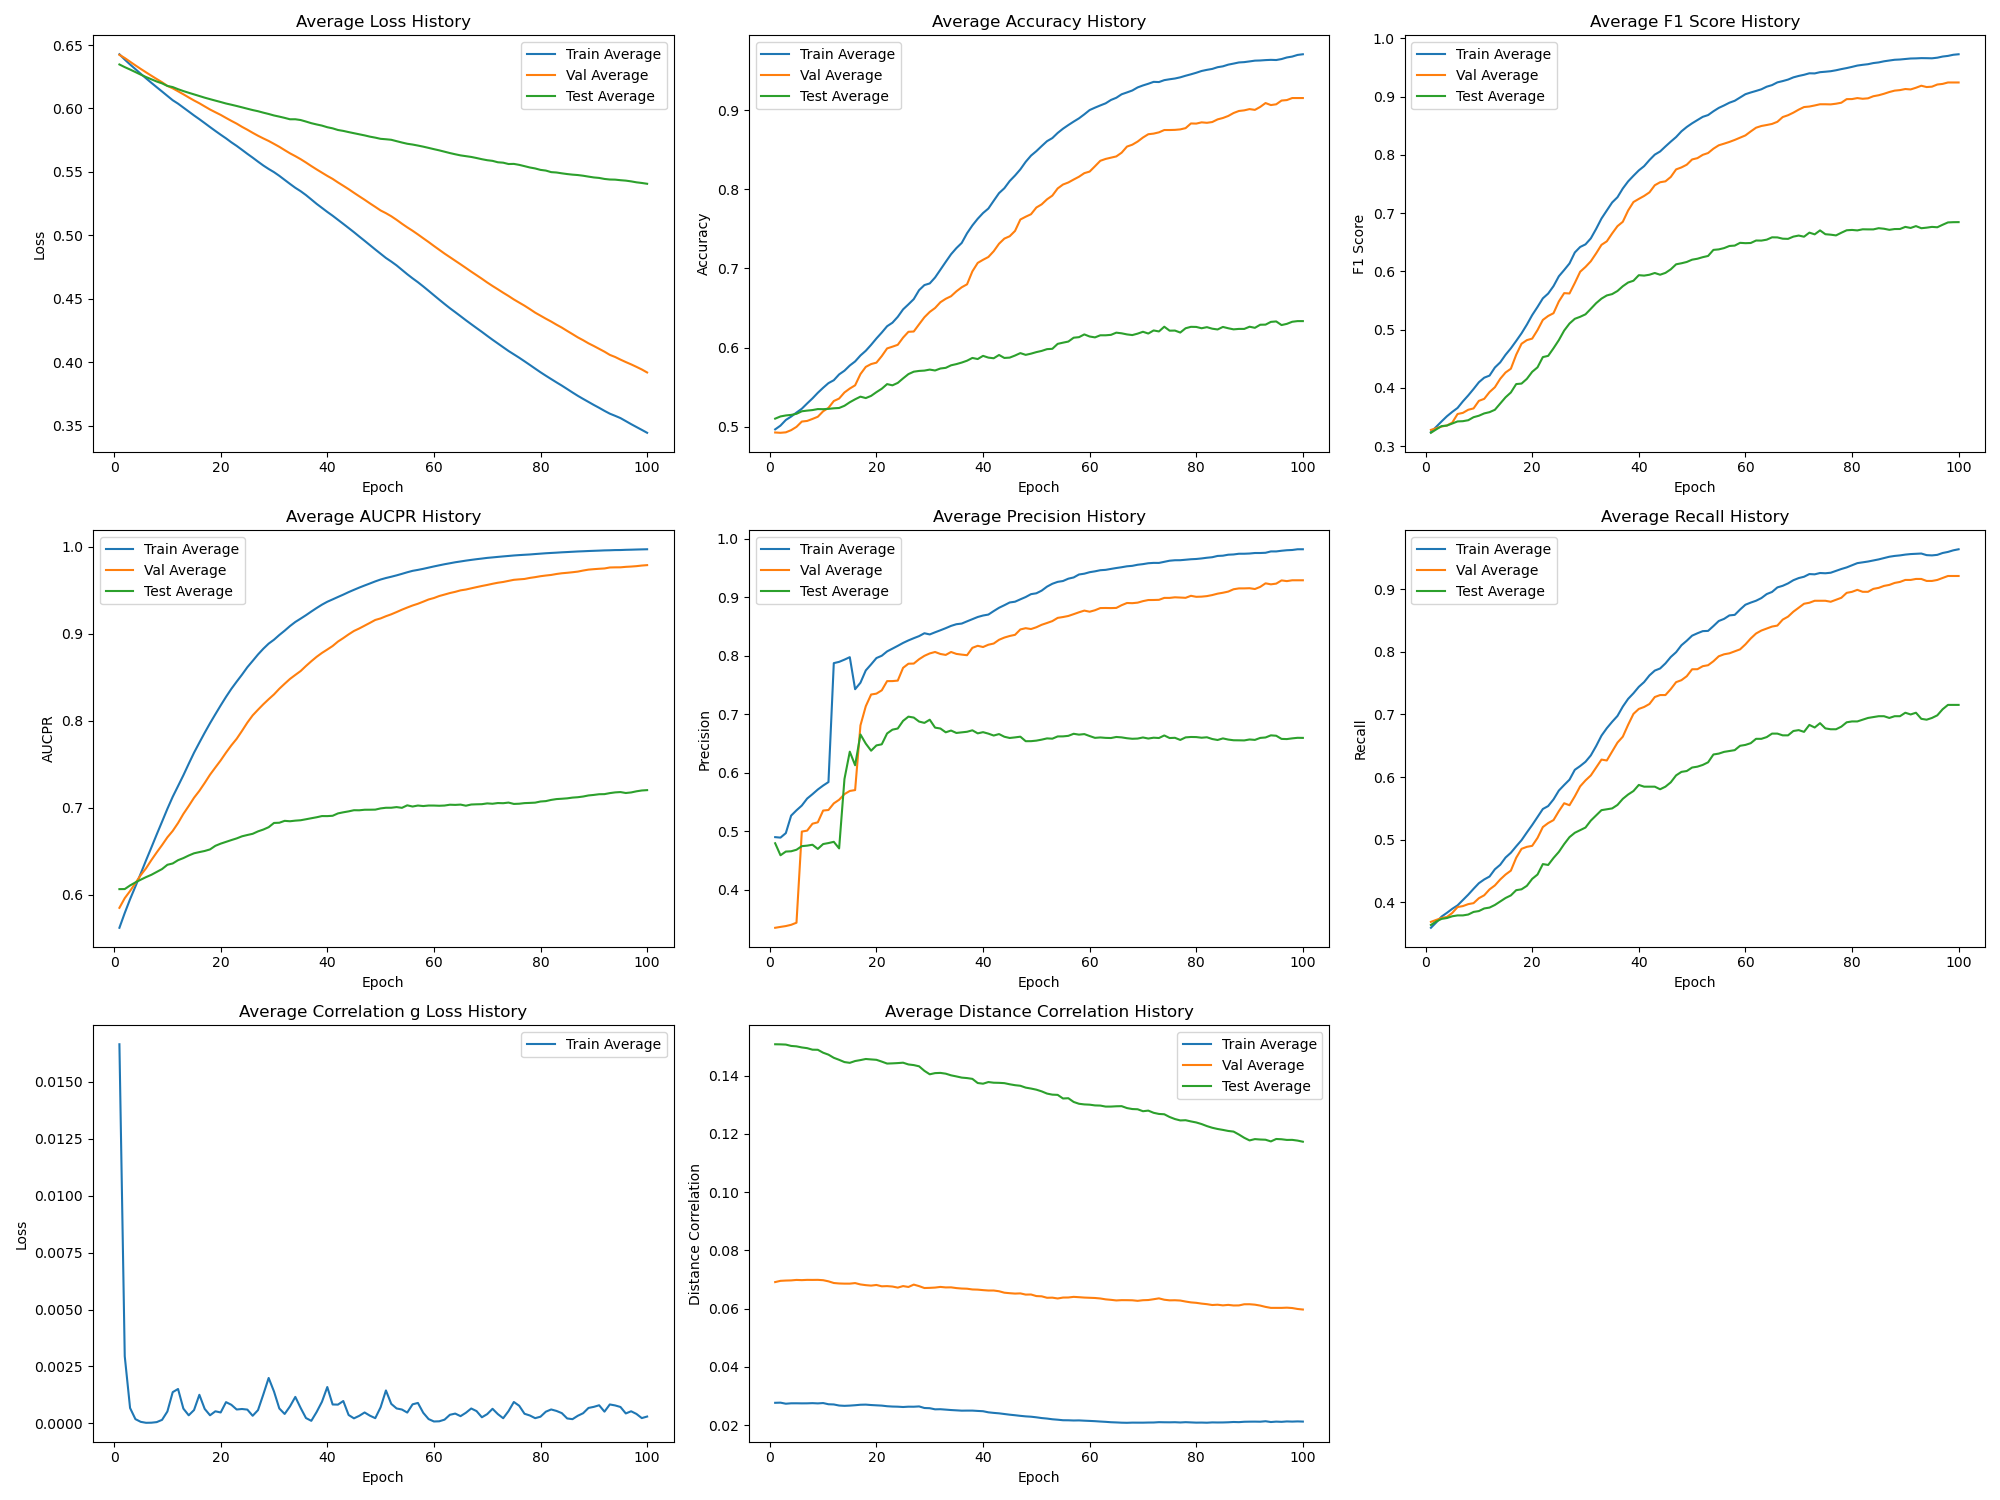 Average Loss History
Train Average
Val Average
Test Average
0.65
0.60
0.55
0.50
0.45
0.40
0.35
Loss
0 20 40 60 80 100
Epoch
Average Accuracy History
Train Average
Val Average
Test Average
0.9
0.8
0.7
0.6
0.5
Accuracy
0 20 40 60 80 100
Epoch
Average F1 Score History
Train Average
Val Average
Test Average
1.0
0.9
0.8
0.7
0.6
0.5
0.4
0.3
F1 Score
0 20 40 60 80 100
Epoch
Average AUCPR History
Train Average
Val Average
Test Average
1.0
0.9
0.8
0.7
0.6
AUCPR
0 20 40 60 80 100
Epoch
Average Precision History
Train Average
Val Average
Test Average
1.0
0.9
0.8
0.7
0.6
0.5
0.4
Precision
0 20 40 60 80 100
Epoch
Average Recall History
Train Average
Val Average
Test Average
0.9
0.8
0.7
0.6
0.5
0.4
Recall
0 20 40 60 80 100
Epoch
Average Correlation g Loss History
Train Average
0.0150
0.0125
0.0100
0.0075
0.0050
0.0025
0.0000
Loss
0 20 40 60 80 100
Epoch
Average Distance Correlation History
Train Average
Val Average
Test Average
0.14
0.12
0.10
0.08
0.06
0.04
0.02
Distance Correlation
0 20 40 60 80 100
Epoch